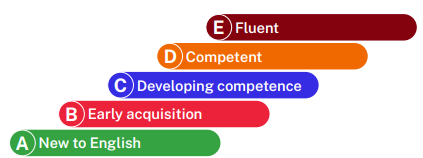 E Fluent
D Competent
C Developing competence
B Early acquisition
A New to English